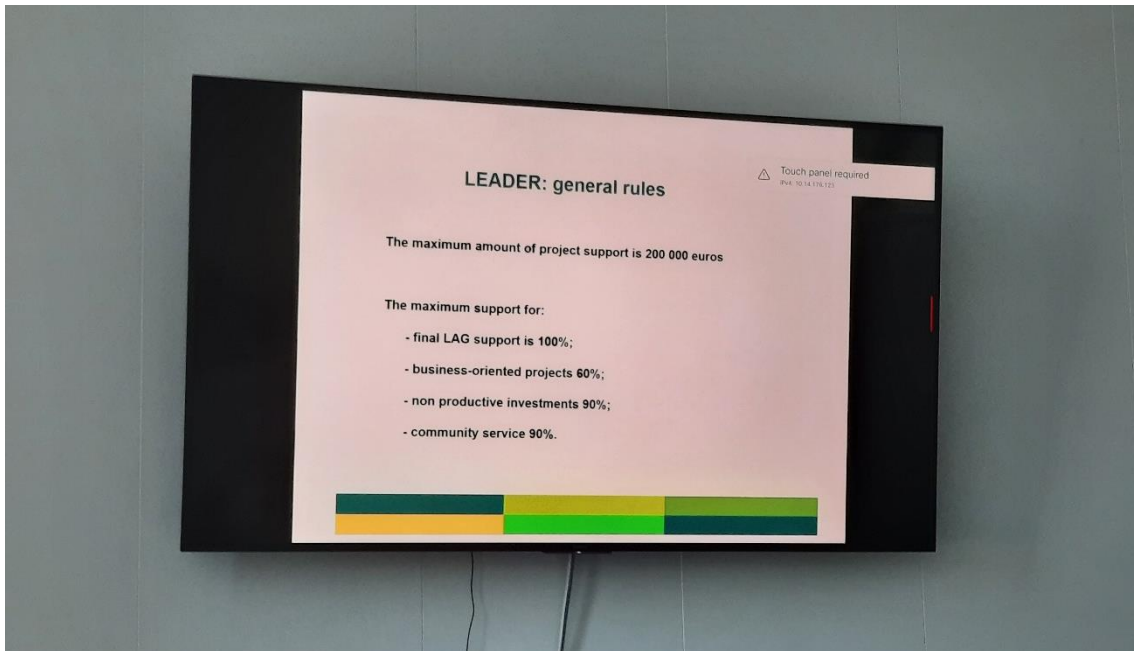 LEADER: general rules
Touch panel required
The maximum amount of project support is 200 000 euros
The maximum support for:
- final LAG support is 100%;
- business-oriented projects 60%;
- non productive investments 90%;
- community service 90%.